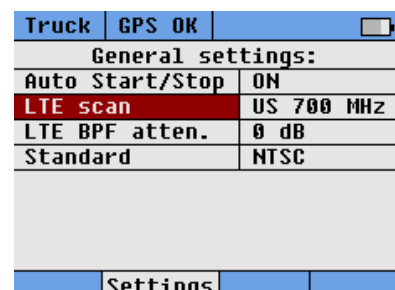 Truck GPS OK
General settings:
Auto Start/Stop ON
LTE scan US 700 MHz
LTE BPF atten. 0 dB
Standard NTSC
Settings